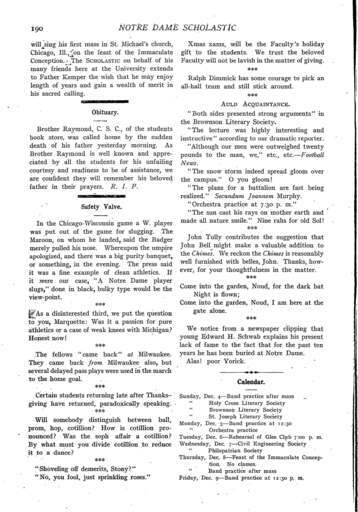 190
NOTRE DAME SCHOLASTIC
will sing his first mass in St. Michael's church,
Chicago, Ill., on the feast of the Immaculate
Conception. The SCHOLASTIC on behalf of his
many friends here at the University extends
to Father Kemper the wish that he may enjoy
length of years and gain a wealth of merit in
his sacred calling.
Obituary.
Brother Raymond, C. S. C., of the students
book store, was called home by the sudden
death of his father yesterday morning. As
Brother Raymond is well known and appre-
ciated by all the students for his unfailing
courtesy and readiness to be of assistance, we
are confident they will remember his beloved
father in their prayers. R. I. P.
Safety Valve.
In the Chicago-Wisconsin game a W. player
was put out of the game for slugging. The
Maroon, on whom he landed, said the Badger
merely pulled his nose. Whereupon the umpire
apologized, and there was a big purity banquet,
or something, in the evening. The press said
it was a fine example of clean athletics. If
it were our case, "A Notre Dame player
slugs," done in black, bulky type would be the
view-point.
***
As a disinterested third, we put the question
to you, Marquette: Was it a passion for pure
athletics or a case of weak knees with Michigan?
Honest now!
***
The fellows "came back" at Milwaukee.
They came back from Milwaukee also, but
several delayed pass plays were used in the march
to the home goal.
***
Certain students returning late after Thanks-
giving have returned, paradoxically speaking.
***
Will somebody distinguish between ball,
prom, hop, cotillion? How is cotillion pro-
nounced? Was the soph affair a cotillion?
By what must you divide cotillion to reduce
it to a dance?
***
"Shoveling off demerits, Stony?"
"No, you fool, just sprinkling roses."
Xmas xams, will be the Faculty's holiday
gift to the students. We trust the beloved
Faculty will not be lavish in the matter of giving.
***
Ralph Dimmick has some courage to pick an
all-hall team and still stick around.
***
AULD ACQUAINTANCE.
"Both sides presented strong arguments" in
the Brownson Literary Society.
"The lecture was highly interesting and
instructive" according to our dramatic reporter.
"Although our men were outweighed twenty
pounds to the man, we," etc., etc.—Football
News.
"The snow storm indeed spread gloom over
the campus." O you gloom!
"The plans for a battalion are fast being
realized." Secundum Joannem Murphy.
"Orchestra practice at 7:30 p. m."
"The sun cast his rays on mother earth and
made all nature smile." Nine rahs for old Sol!
***
John Tully contributes the suggestion that
John Bell might make a valuable addition to
the Chimes. We reckon the Chimes is reasonably
well furnished with belles, John. Thanks, how-
ever, for your thoughtfulness in the matter.
***
Come into the garden, Noud, for the dark bat
Night is flown;
Come into the garden, Noud, I am here at the
gate alone.
***
We notice from a newspaper clipping that
young Edward H. Schwab explains his present
lack of fame to the fact that for the past ten
years he has been buried at Notre Dame.
Alas! poor Yorick.
Calendar.
Sunday, Dec. 4—Band practice after mass
" Holy Cross Literary Society
" Brownson Literary Society
" St. Joseph Literary Society
Monday, Dec. 5—Band practice at 12:30
" Orchestra practice
Tuesday, Dec. 6—Rehearsal of Glee Club 7:00 p. m.
Wednesday, Dec. 7—Civil Engineering Society
" Philopatrian Society
Thursday, Dec. 8—Feast of the Immaculate Concep-
tion. No classes
" Band practice after mass
Friday, Dec. 9—Band practice at 12:30 p. m.